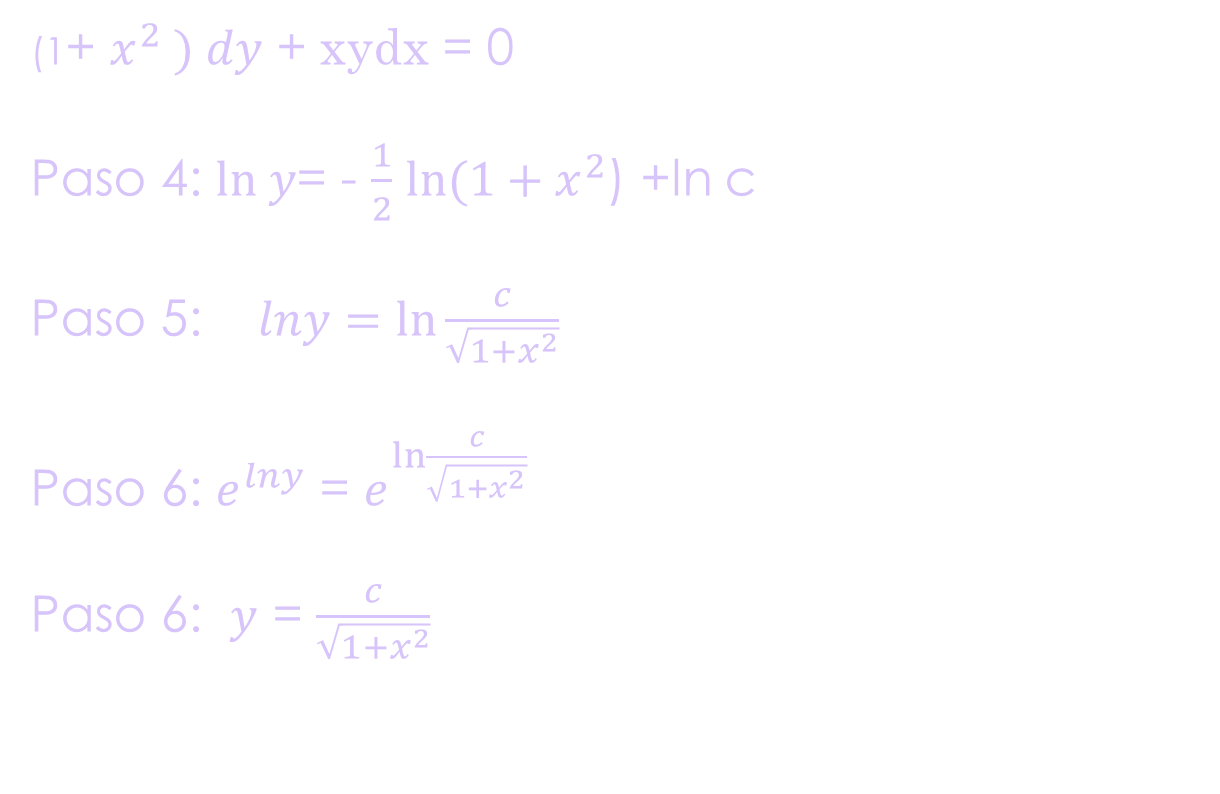 (1+ x² ) dy + xydx = 0
Paso 4: ln y= - 1/2 ln(1 + x²) +ln c
Paso 5: lny = ln c/√(1+x²)
Paso 6: e^(lny) = e^(ln c/√(1+x²))
Paso 6: y = c/√(1+x²)